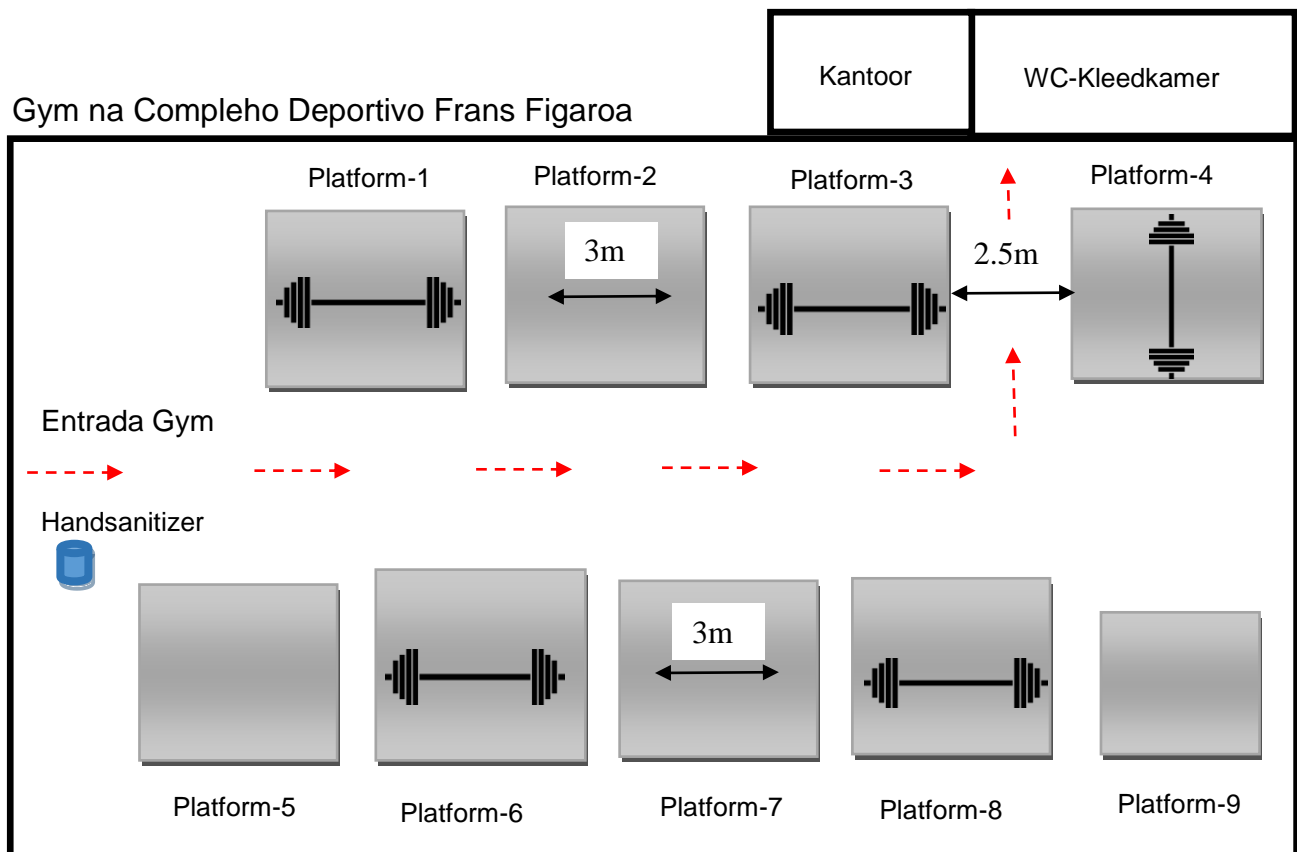 Kantoor
WC-Kleedkamer
Gym na Compleho Deportivo Frans Figaroa
Platform-1
Platform-2
Platform-3
Platform-4
3m
2.5m
Entrada Gym
Handsanitizer
3m
Platform-5
Platform-6
Platform-7
Platform-8
Platform-9